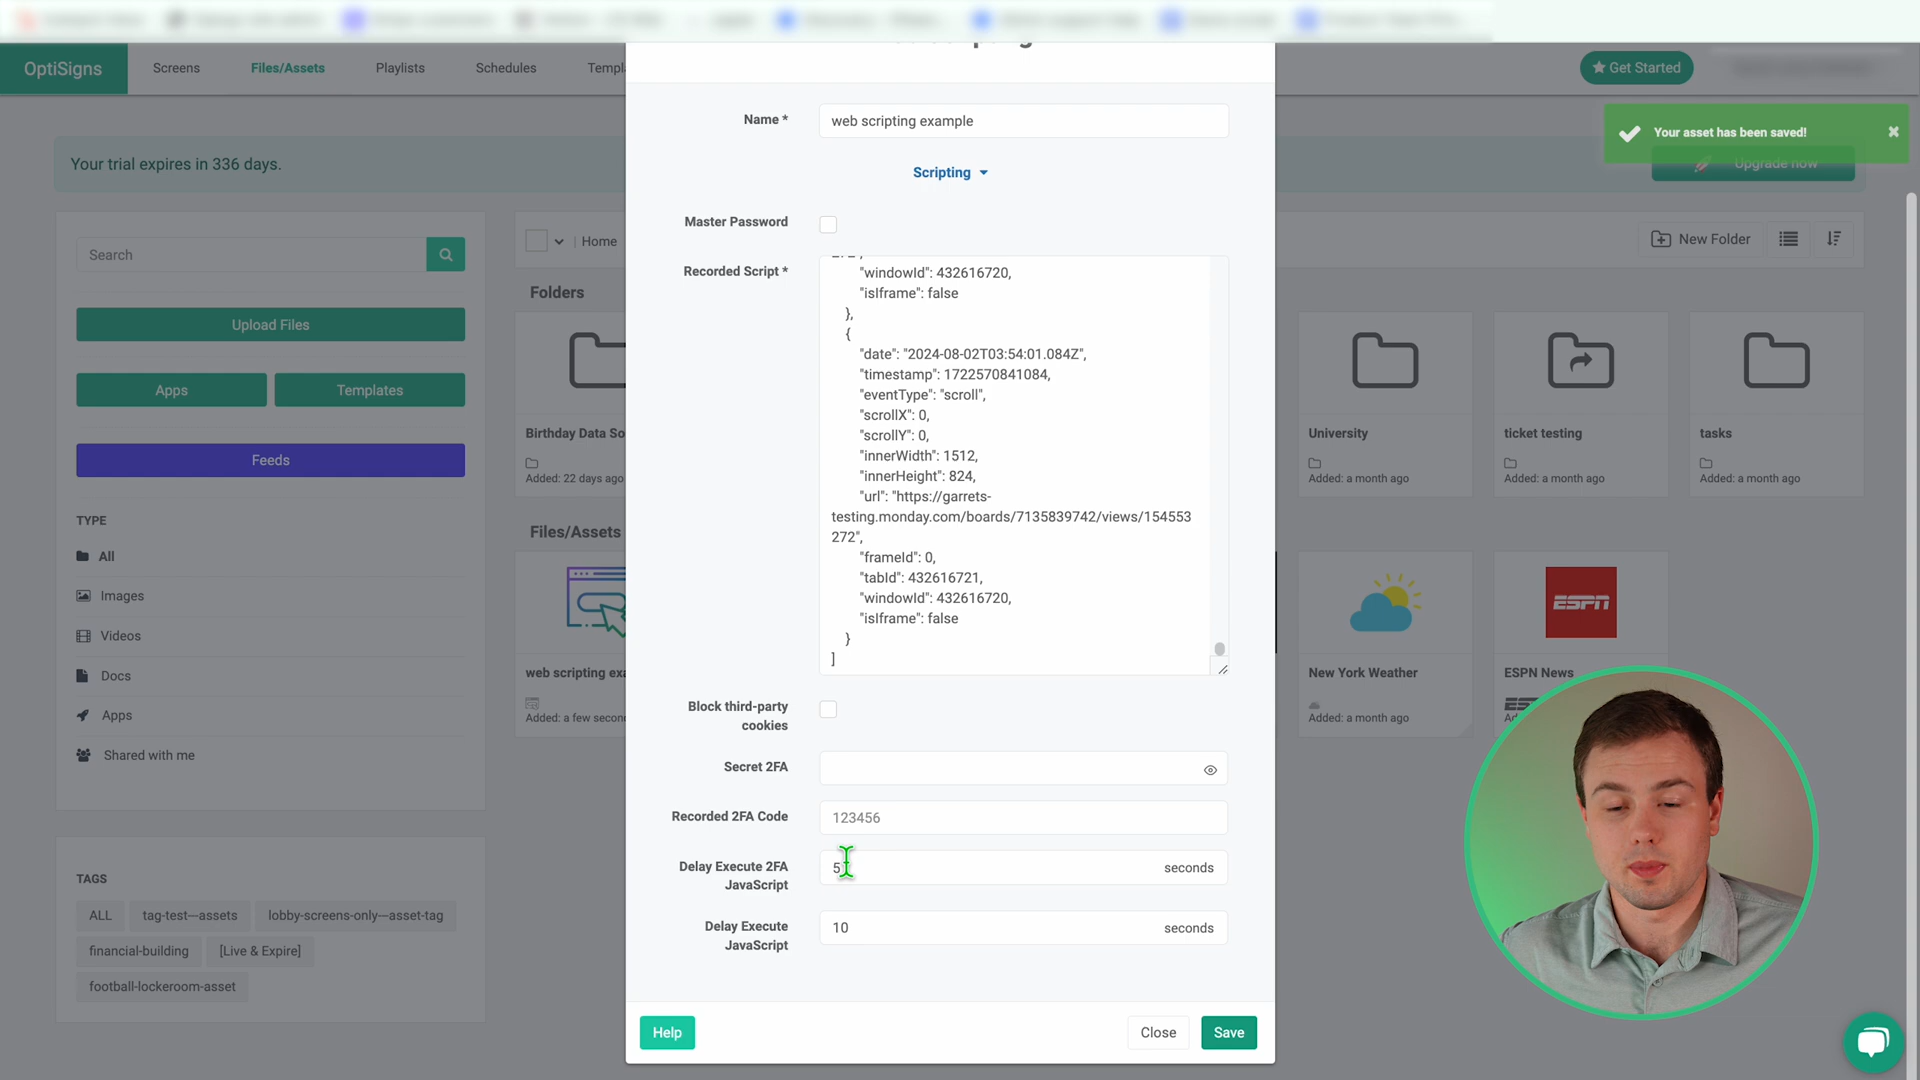 OptiSigns
Screens
Files/Assets
Playlists
Schedules
Templ
Get Started
Your trial expires in 336 days.
Your asset has been saved!
Upgrade now
Search
Upload Files
Apps
Templates
Feeds
TYPE
All
Images
Videos
Docs
Apps
Shared with me
TAGS
ALL
tag-test---assets
lobby-screens-only---asset-tag
financial-building
[Live & Expire]
football-lockeroom-asset
Home
New Folder
Folders
Birthday Data So
Added: 22 days ago
University
Added: a month ago
ticket testing
Added: a month ago
tasks
Added: a month ago
Files/Assets
web scripting exa
Added: a few secon
New York Weather
Added: a month ago
ESPN
ESPN News
Name *
web scripting example
Scripting
Master Password
Recorded Script *
"windowId": 432616720,
"isIframe": false
},
{
"date": "2024-08-02T03:54:01.084Z",
"timestamp": 1722570841084,
"eventType": "scroll",
"scrollX": 0,
"scrollY": 0,
"innerWidth": 1512,
"innerHeight": 824,
"url": "https://garrets-
testing.monday.com/boards/7135839742/views/154553
272",
"frameId": 0,
"tabId": 432616721,
"windowId": 432616720,
"isIframe": false
}
]
Block third-party
cookies
Secret 2FA
Recorded 2FA Code
123456
Delay Execute 2FA
JavaScript
5
seconds
Delay Execute
JavaScript
10
seconds
Help
Close
Save